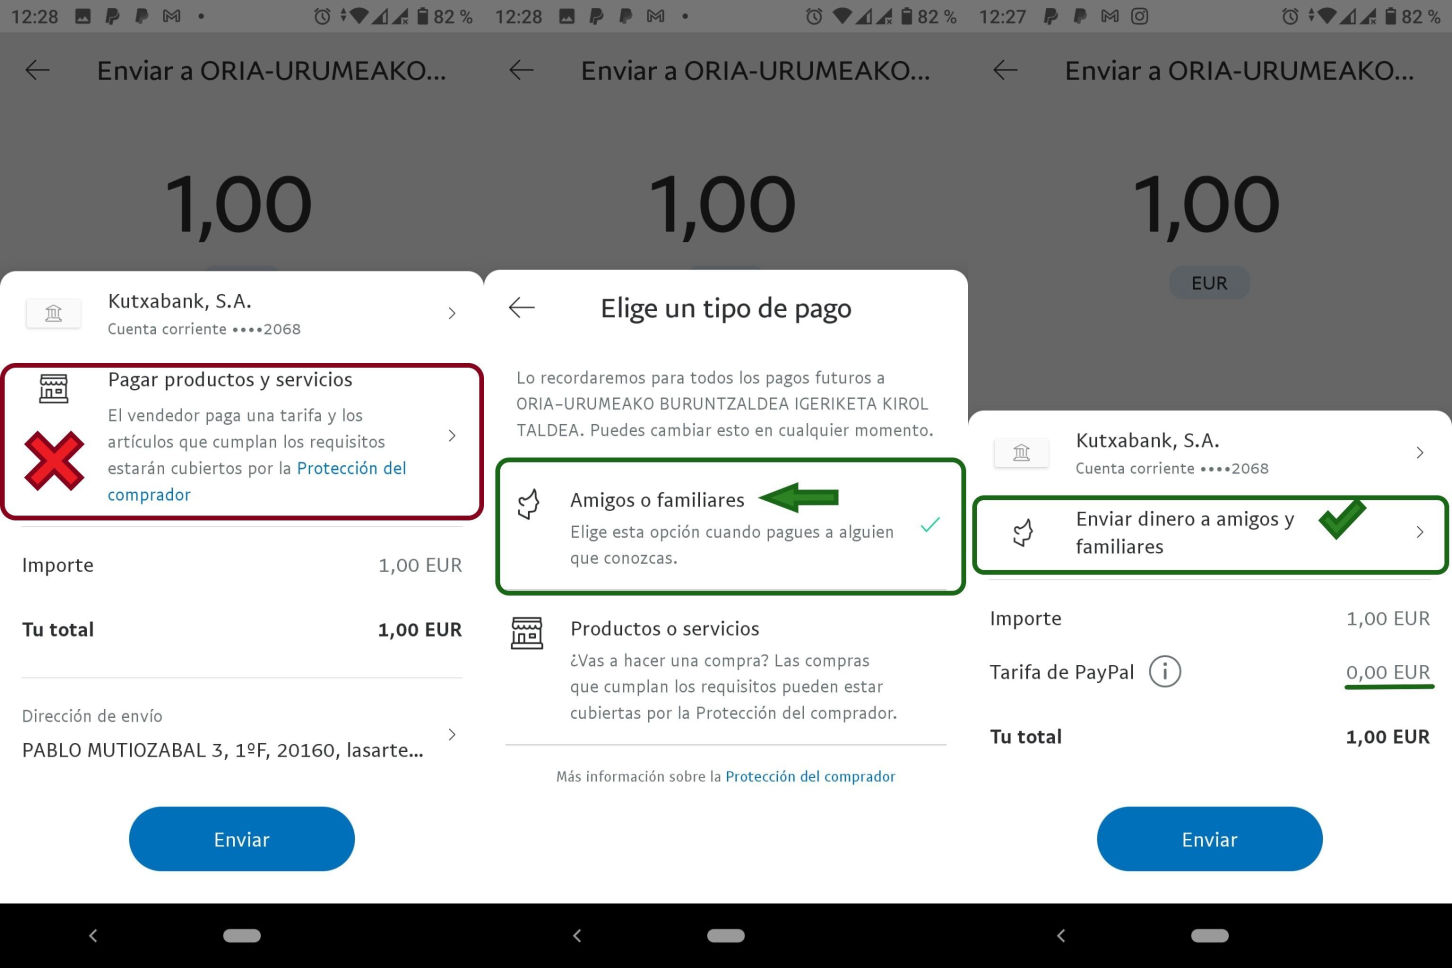 12:28
82 %
Enviar a ORIA-URUMEAKO...
1,00
Kutxabank, S.A.
Cuenta corriente ••••2068
Pagar productos y servicios
El vendedor paga una tarifa y los
artículos que cumplan los requisitos
estarán cubiertos por la Protección del
comprador
Importe 1,00 EUR
Tu total 1,00 EUR
Dirección de envío
PABLO MUTIOZABAL 3, 1ºF, 20160, lasarte...
Enviar
12:28
82 %
Enviar a ORIA-URUMEAKO...
1,00
Elige un tipo de pago
Lo recordaremos para todos los pagos futuros a
ORIA-URUMEAKO BURUNTZALDEA IGERIKETA KIROL
TALDEA. Puedes cambiar esto en cualquier momento.
Amigos o familiares
Elige esta opción cuando pagues a alguien
que conozcas.
Productos o servicios
¿Vas a hacer una compra? Las compras
que cumplan los requisitos pueden estar
cubiertas por la Protección del comprador.
Más información sobre la Protección del comprador
12:27
82 %
Enviar a ORIA-URUMEAKO...
1,00
EUR
Kutxabank, S.A.
Cuenta corriente ••••2068
Enviar dinero a amigos y
familiares
Importe 1,00 EUR
Tarifa de PayPal 0,00 EUR
Tu total 1,00 EUR
Enviar